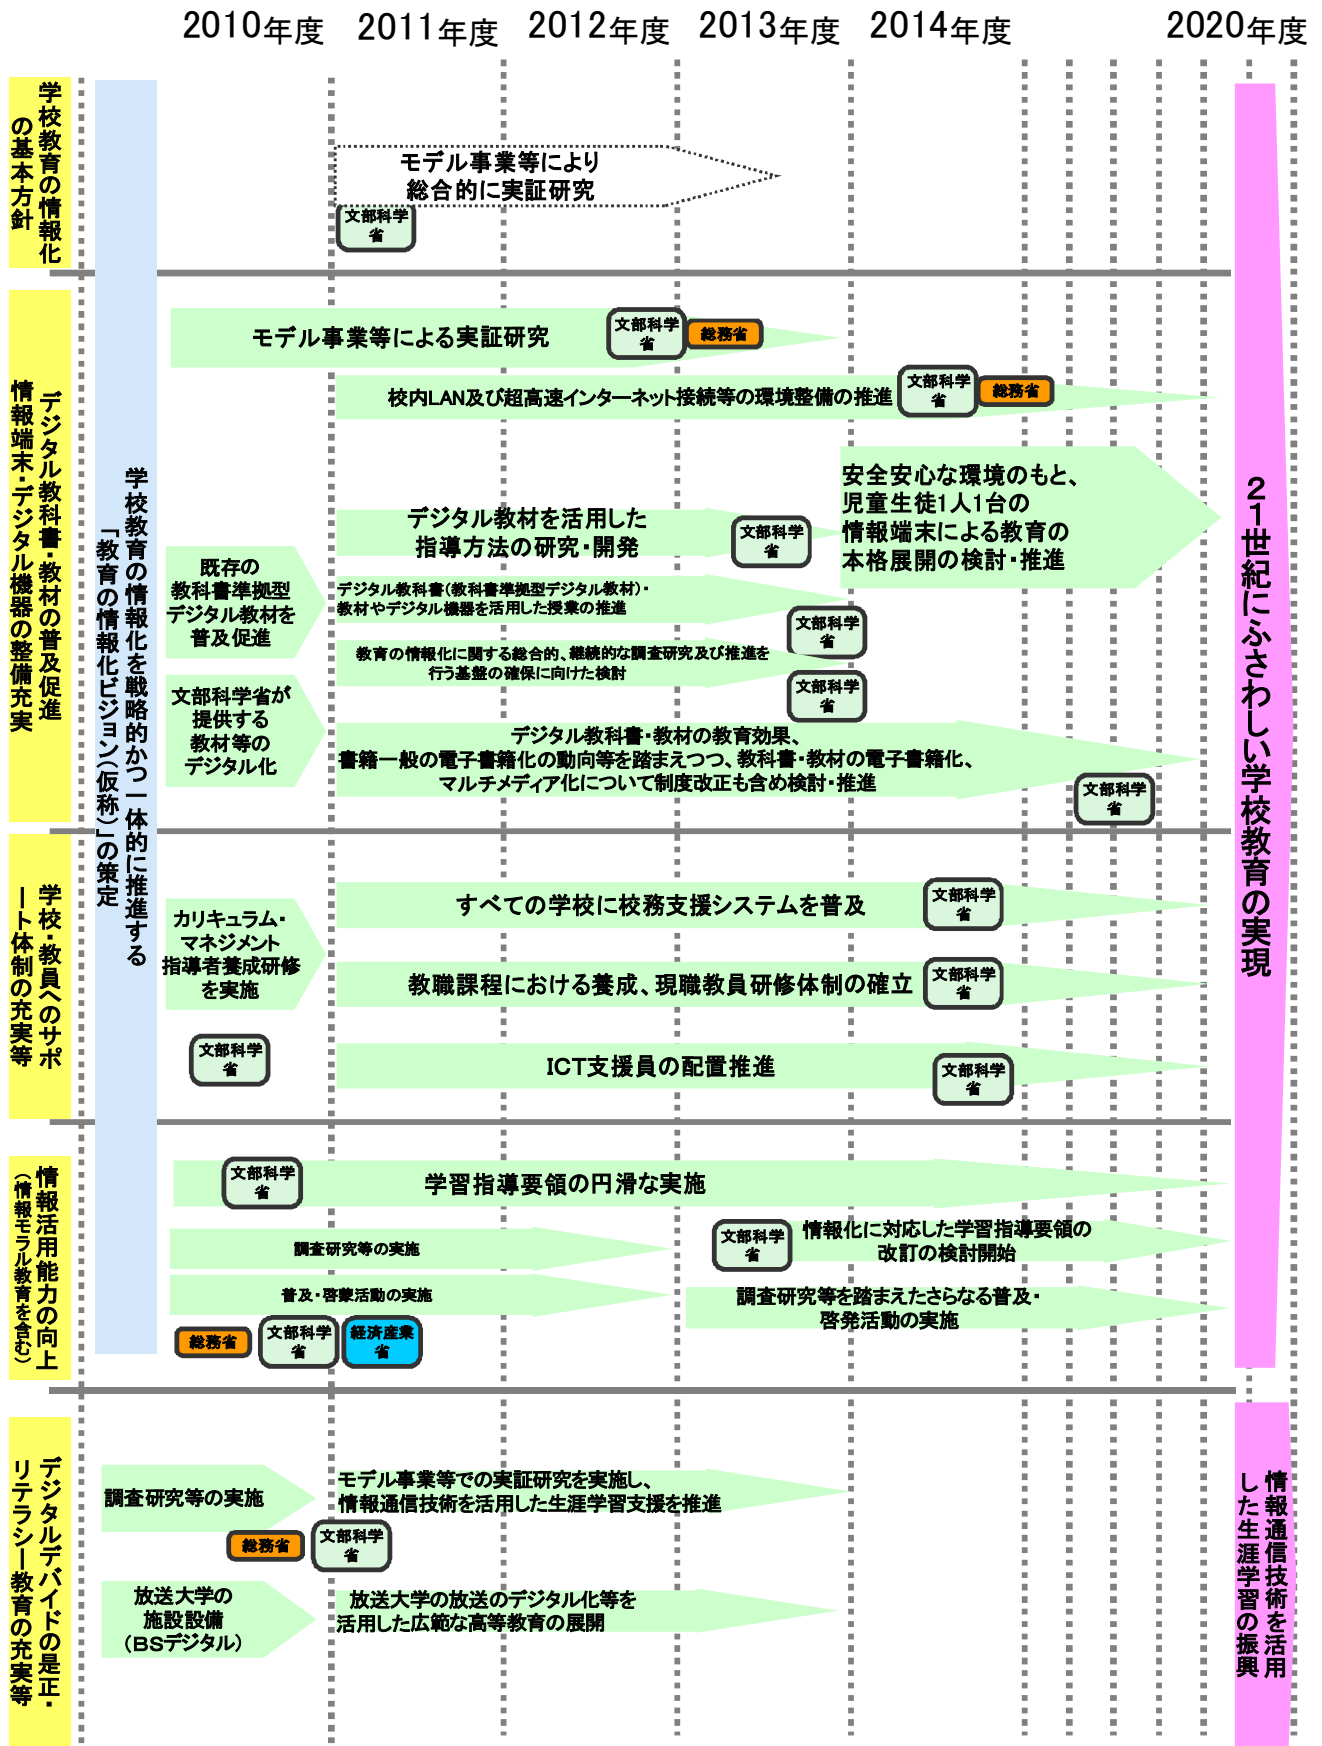 2010年度
2011年度
2012年度
2013年度
2014年度
2020年度
学校教育の情報化
の基本方針
学校教育の情報化を戦略的かつ一体的に推進する
「教育の情報化ビジョン(仮称)」の策定
モデル事業等により
総合的に実証研究
文部科学
省
21世紀にふさわしい学校教育の実現
デジタル教科書・教材の普及促進
情報端末・デジタル機器の整備充実
モデル事業等による実証研究
文部科学
省
総務省
校内LAN及び超高速インターネット接続等の環境整備の推進
文部科学
省
総務省
安全安心な環境のもと、
児童生徒1人1台の
情報端末による教育の
本格展開の検討・推進
デジタル教材を活用した
指導方法の研究・開発
文部科学
省
既存の
教科書準拠型
デジタル教材を
普及促進
デジタル教科書(教科書準拠型デジタル教材)・
教材やデジタル機器を活用した授業の推進
文部科学
省
教育の情報化に関する総合的、継続的な調査研究及び推進を
行う基盤の確保に向けた検討
文部科学
省
文部科学省が
提供する
教材等の
デジタル化
デジタル教科書・教材の教育効果、
書籍一般の電子書籍化の動向等を踏まえつつ、教科書・教材の電子書籍化、
マルチメディア化について制度改正も含め検討・推進
文部科学
省
学校・教員へのサポ
ート体制の充実等
カリキュラム・
マネジメント
指導者養成研修
を実施
文部科学
省
すべての学校に校務支援システムを普及
文部科学
省
教職課程における養成、現職教員研修体制の確立
文部科学
省
ICT支援員の配置推進
文部科学
省
情報活用能力の向上
(情報モラル教育を含む)
文部科学
省
学習指導要領の円滑な実施
調査研究等の実施
文部科学
省
情報化に対応した学習指導要領の
改訂の検討開始
普及・啓蒙活動の実施
調査研究等を踏まえたさらなる普及・
啓発活動の実施
総務省
文部科学
省
経済産業
省
デジタルデバイドの是正・
リテラシー教育の充実等
調査研究等の実施
モデル事業等での実証研究を実施し、
情報通信技術を活用した生涯学習支援を推進
総務省
文部科学
省
放送大学の
施設設備
(BSデジタル)
放送大学の放送のデジタル化等を
活用した広範な高等教育の展開
情報通信技術を活用
した生涯学習の振興